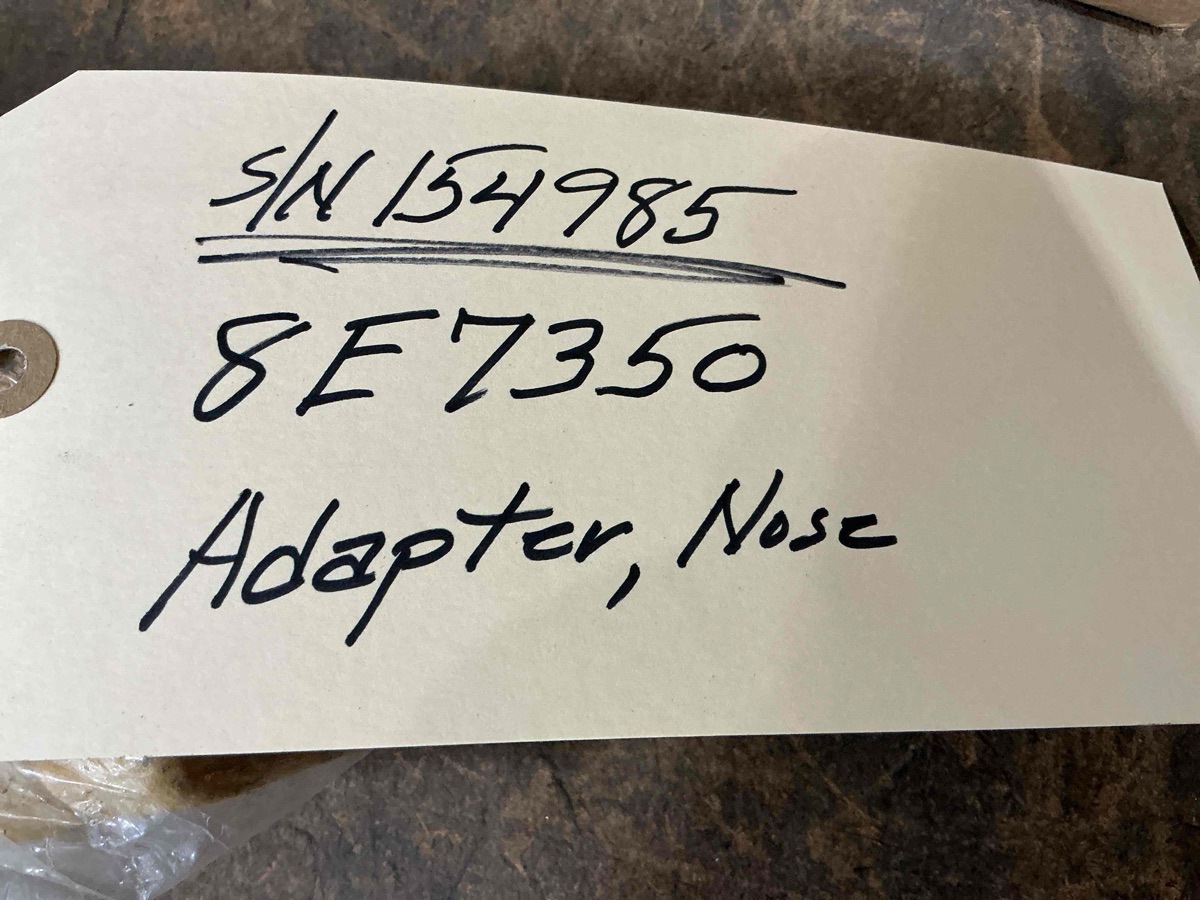 S/N 154985
8E7350
Adapter, Nose